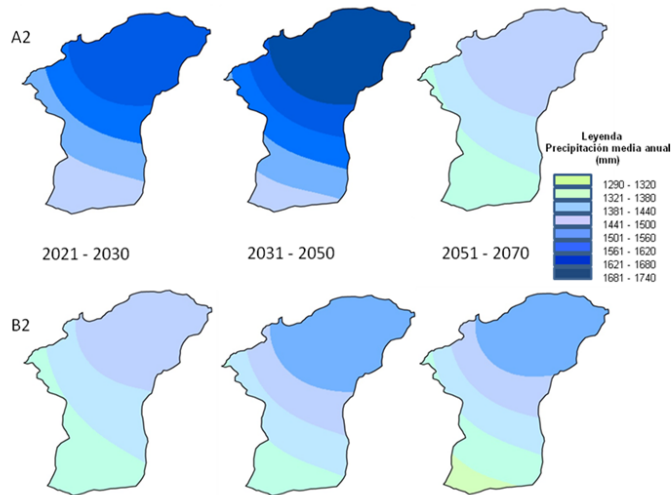 A2
Leyenda
Precipitación media anual
(mm)
1290 - 1320
1321 - 1380
1381 - 1440
1441 - 1500
1501 - 1560
1561 - 1620
1621 - 1680
1681 - 1740
2021 - 2030
2031 - 2050
2051 - 2070
B2